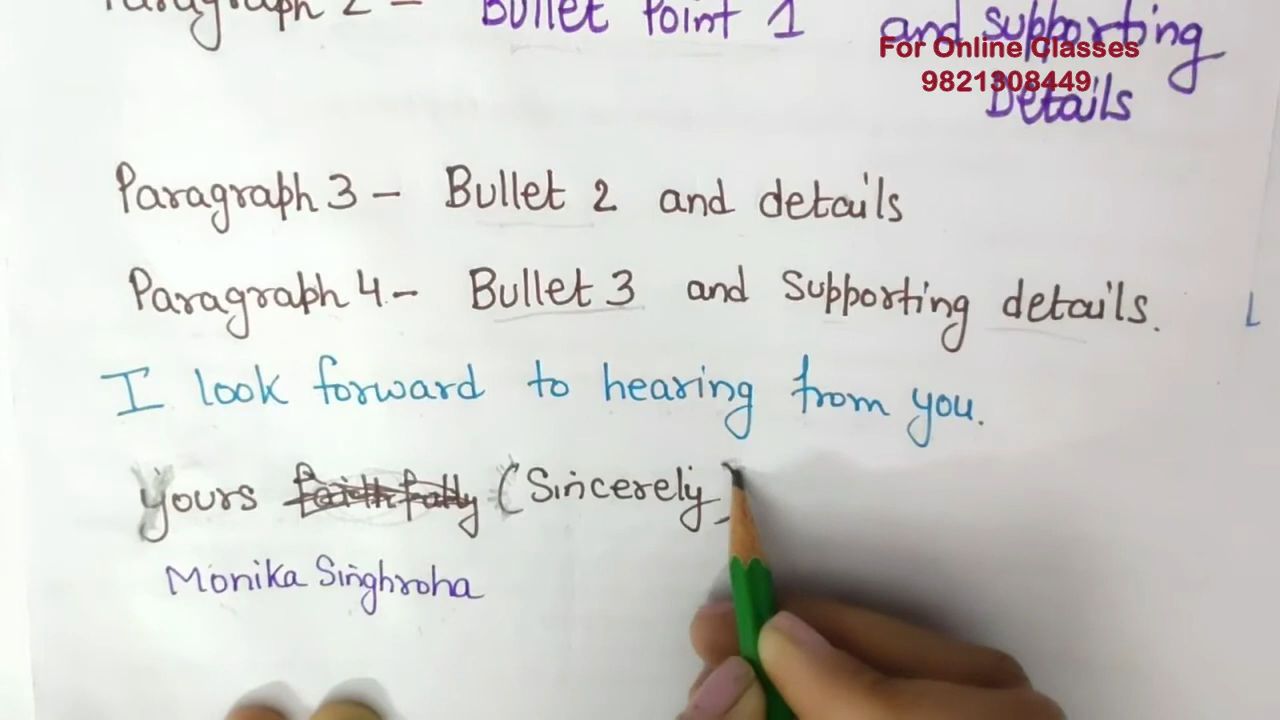 Paragraph 2 - Bullet Point 1 and supporting
Details
For Online Classes
9821308449
Paragraph 3 - Bullet 2 and details
Paragraph 4 - Bullet 3 and Supporting details.
I look forward to hearing from you.
yours faithfully (Sincerely)
Monika Singhroha